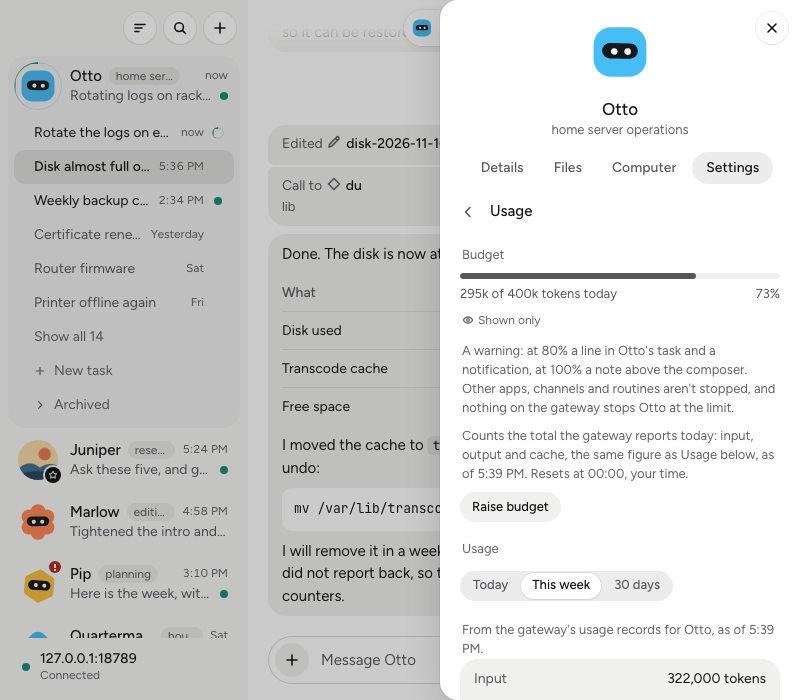 Otto
home ser...
now
Rotating logs on rack...
Rotate the logs on e...
now
Disk almost full o...
5:36 PM
Weekly backup c...
2:34 PM
Certificate rene...
Yesterday
Router firmware
Sat
Printer offline again
Fri
Show all 14
New task
Archived
Juniper
rese...
5:24 PM
Ask these five, and g...
Marlow
editi...
4:58 PM
Tightened the intro and...
Pip
planning
3:10 PM
Here is the week, wit...
Quarterma
hou...
Sat
127.0.0.1:18789
Connected
so it can be restor
Edited
disk-2026-11-1
Call to
du
lib
Done. The disk is now at
What
Disk used
Transcode cache
Free space
I moved the cache to
undo:
mv /var/lib/transco
I will remove it in a week
did not report back, so t
counters.
Message Otto
Otto
home server operations
Details
Files
Computer
Settings
Usage
Budget
295k of 400k tokens today
73%
Shown only
A warning: at 80% a line in Otto's task and a
notification, at 100% a note above the composer.
Other apps, channels and routines aren't stopped, and
nothing on the gateway stops Otto at the limit.
Counts the total the gateway reports today: input,
output and cache, the same figure as Usage below, as
of 5:39 PM. Resets at 00:00, your time.
Raise budget
Usage
Today
This week
30 days
From the gateway's usage records for Otto, as of 5:39
PM.
Input
322,000 tokens